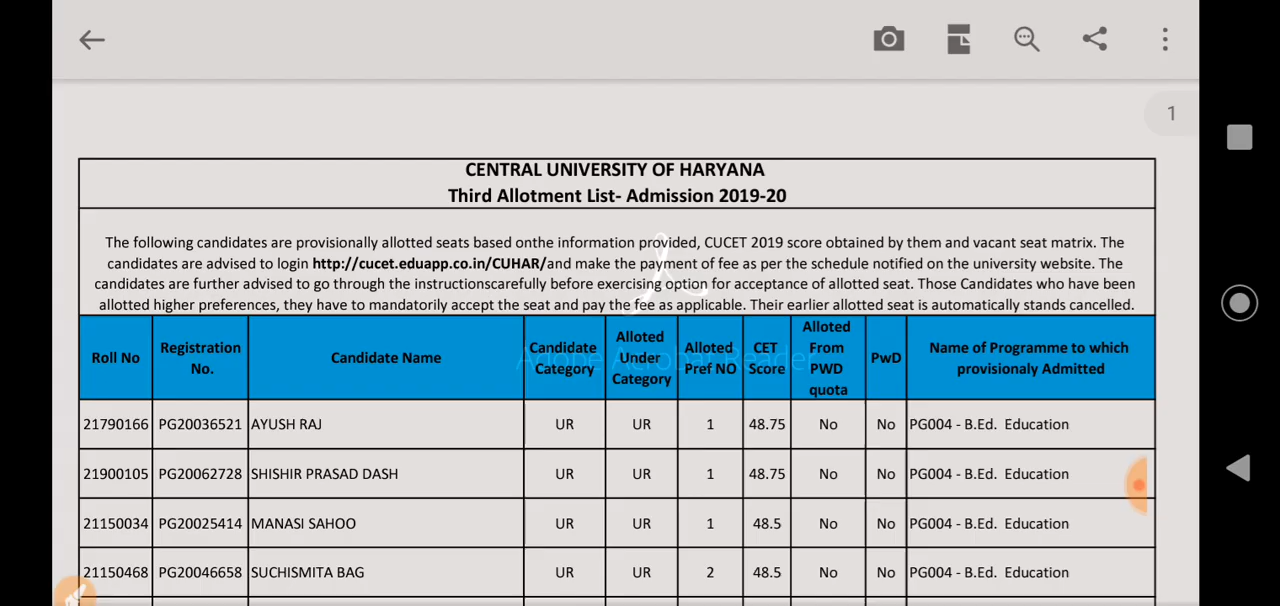 1
CENTRAL UNIVERSITY OF HARYANA
Third Allotment List- Admission 2019-20
The following candidates are provisionally allotted seats based onthe information provided, CUCET 2019 score obtained by them and vacant seat matrix. The
candidates are advised to login http://cucet.eduapp.co.in/CUHAR/and make the payment of fee as per the schedule notified on the university website. The
candidates are further advised to go through the instructionscarefully before exercising option for acceptance of allotted seat. Those Candidates who have been
allotted higher preferences, they have to mandatorily accept the seat and pay the fee as applicable. Their earlier allotted seat is automatically stands cancelled.
Roll No Registration No. Candidate Name Candidate Category Alloted Under Category Alloted Pref NO CET Score Alloted From PWD quota PwD Name of Programme to which provisionaly Admitted
Adobe Acrobat Reader
21790166 PG20036521 AYUSH RAJ UR UR 1 48.75 No No PG004 - B.Ed. Education
21900105 PG20062728 SHISHIR PRASAD DASH UR UR 1 48.75 No No PG004 - B.Ed. Education
21150034 PG20025414 MANASI SAHOO UR UR 1 48.5 No No PG004 - B.Ed. Education
21150468 PG20046658 SUCHISMITA BAG UR UR 2 48.5 No No PG004 - B.Ed. Education